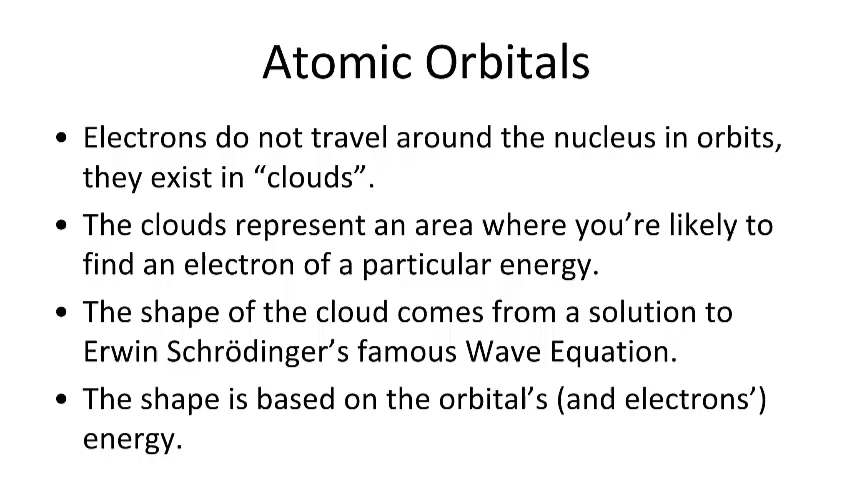 Atomic Orbitals
• Electrons do not travel around the nucleus in orbits,
they exist in “clouds”.
• The clouds represent an area where you’re likely to
find an electron of a particular energy.
• The shape of the cloud comes from a solution to
Erwin Schrödinger’s famous Wave Equation.
• The shape is based on the orbital’s (and electrons’)
energy.